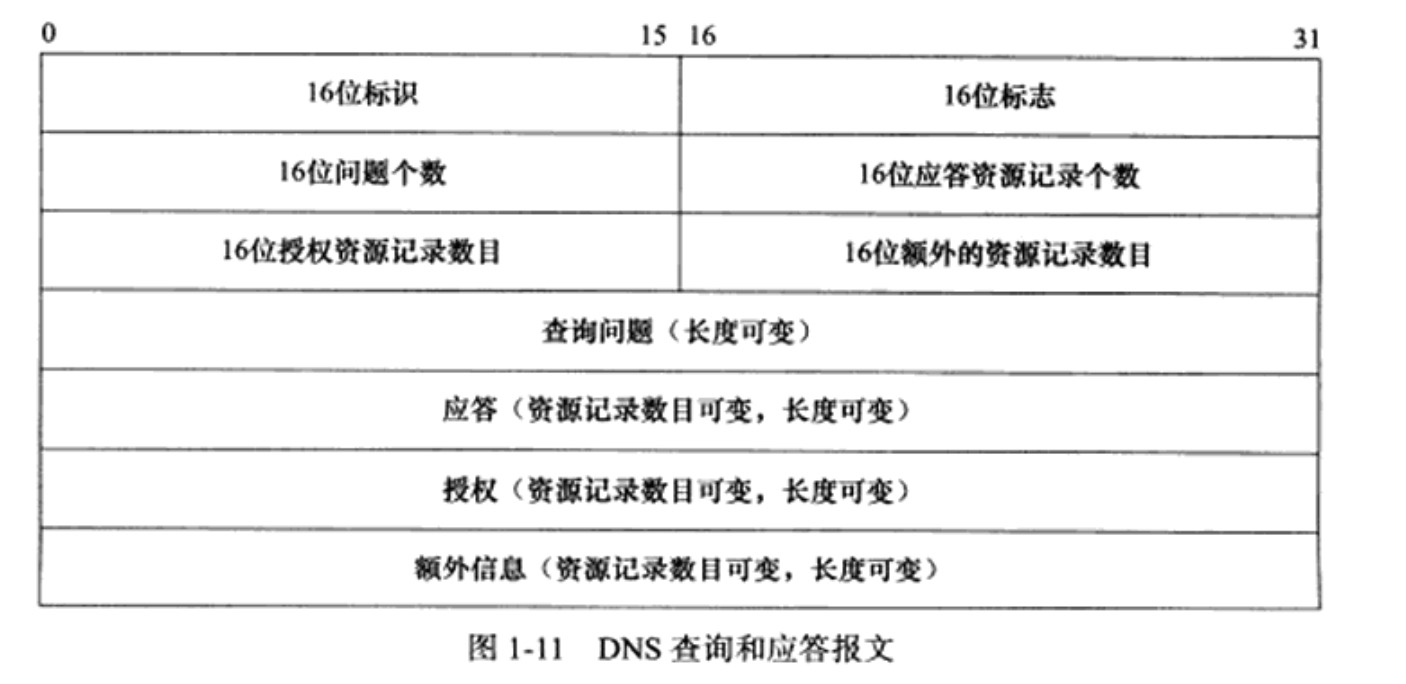 0 15 16 31
16位标识 16位标志
16位问题个数 16位应答资源记录个数
16位授权资源记录数目 16位额外的资源记录数目
查询问题（长度可变）
应答（资源记录数目可变，长度可变）
授权（资源记录数目可变，长度可变）
额外信息（资源记录数目可变，长度可变）
图 1-11 DNS 查询和应答报文